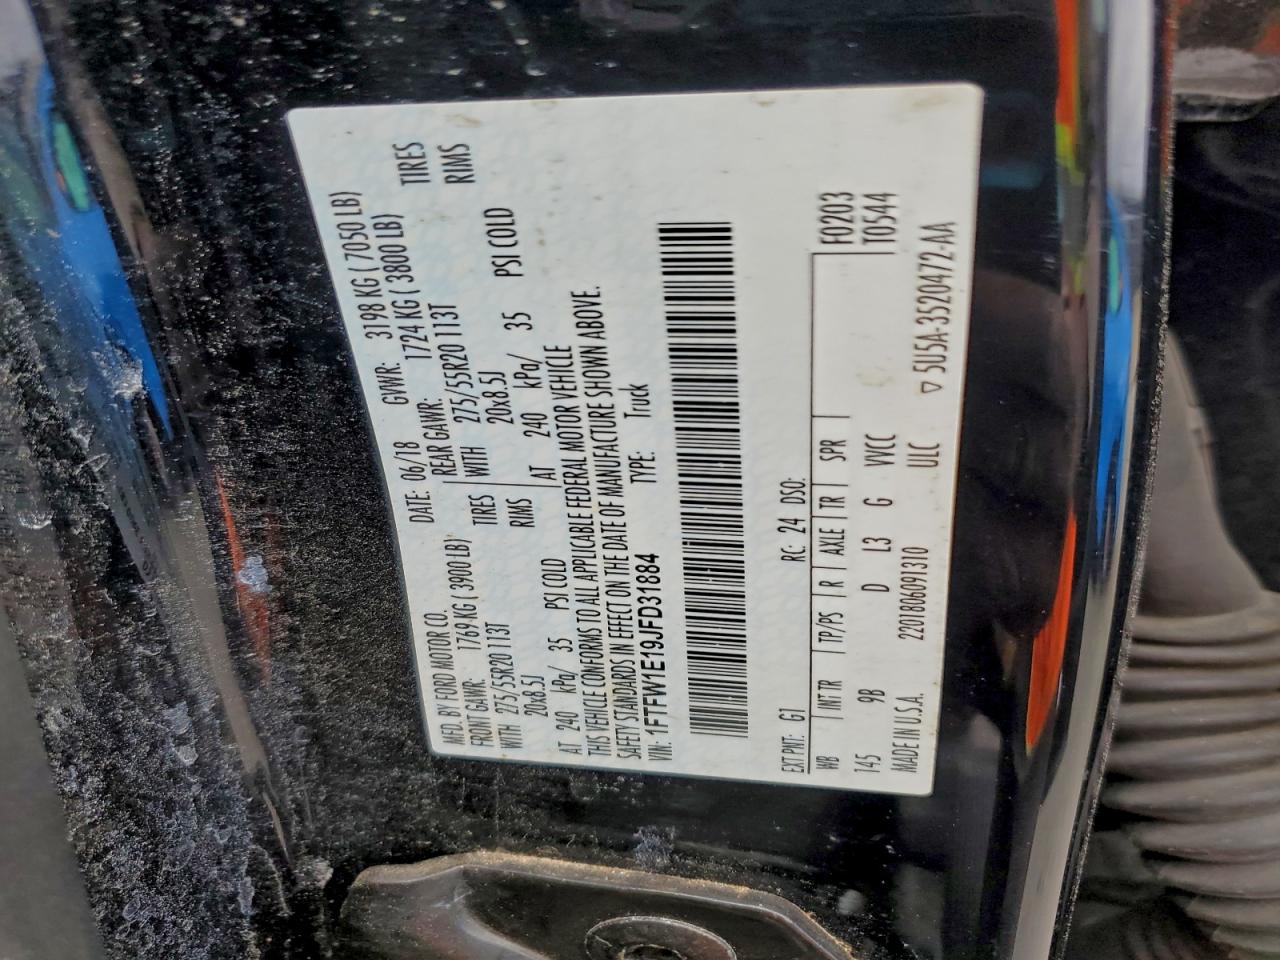 MFD. BY FORD MOTOR CO.
DATE: 06/18 GVWR: 3198 KG ( 7050 LB)
FRONT GAWR: 1769 KG ( 3900 LB) REAR GAWR: 1724 KG ( 3800 LB)
WITH 275/55R20 113T TIRES WITH 275/55R20 113T TIRES
20x8.5J RIMS 20x8.5J RIMS
AT 240 kPa/ 35 PSI COLD AT 240 kPa/ 35 PSI COLD
THIS VEHICLE CONFORMS TO ALL APPLICABLE FEDERAL MOTOR VEHICLE
SAFETY STANDARDS IN EFFECT ON THE DATE OF MANUFACTURE SHOWN ABOVE.
VIN: 1FTFW1E19JFD31884 TYPE: Truck
EXT PNT: G1 RC: 24 DSO: F0203
WB INT TR TP/PS R AXLE TR SPR T0544
145 9B D L3 G WCC
MADE IN U.S.A. 220180609T310 ULC ▽ 5U5A-3520472-AA